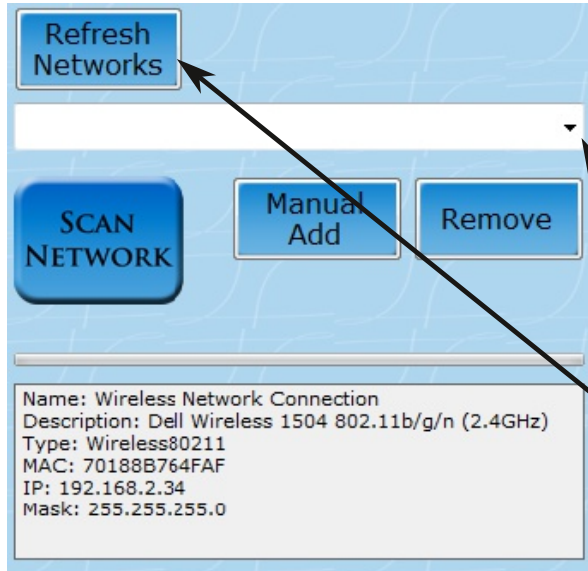 Refresh
Networks
SCAN
NETWORK
Manual
Add
Remove
Name: Wireless Network Connection
Description: Dell Wireless 1504 802.11b/g/n (2.4GHz)
Type: Wireless80211
MAC: 70188B764FAF
IP: 192.168.2.34
Mask: 255.255.255.0